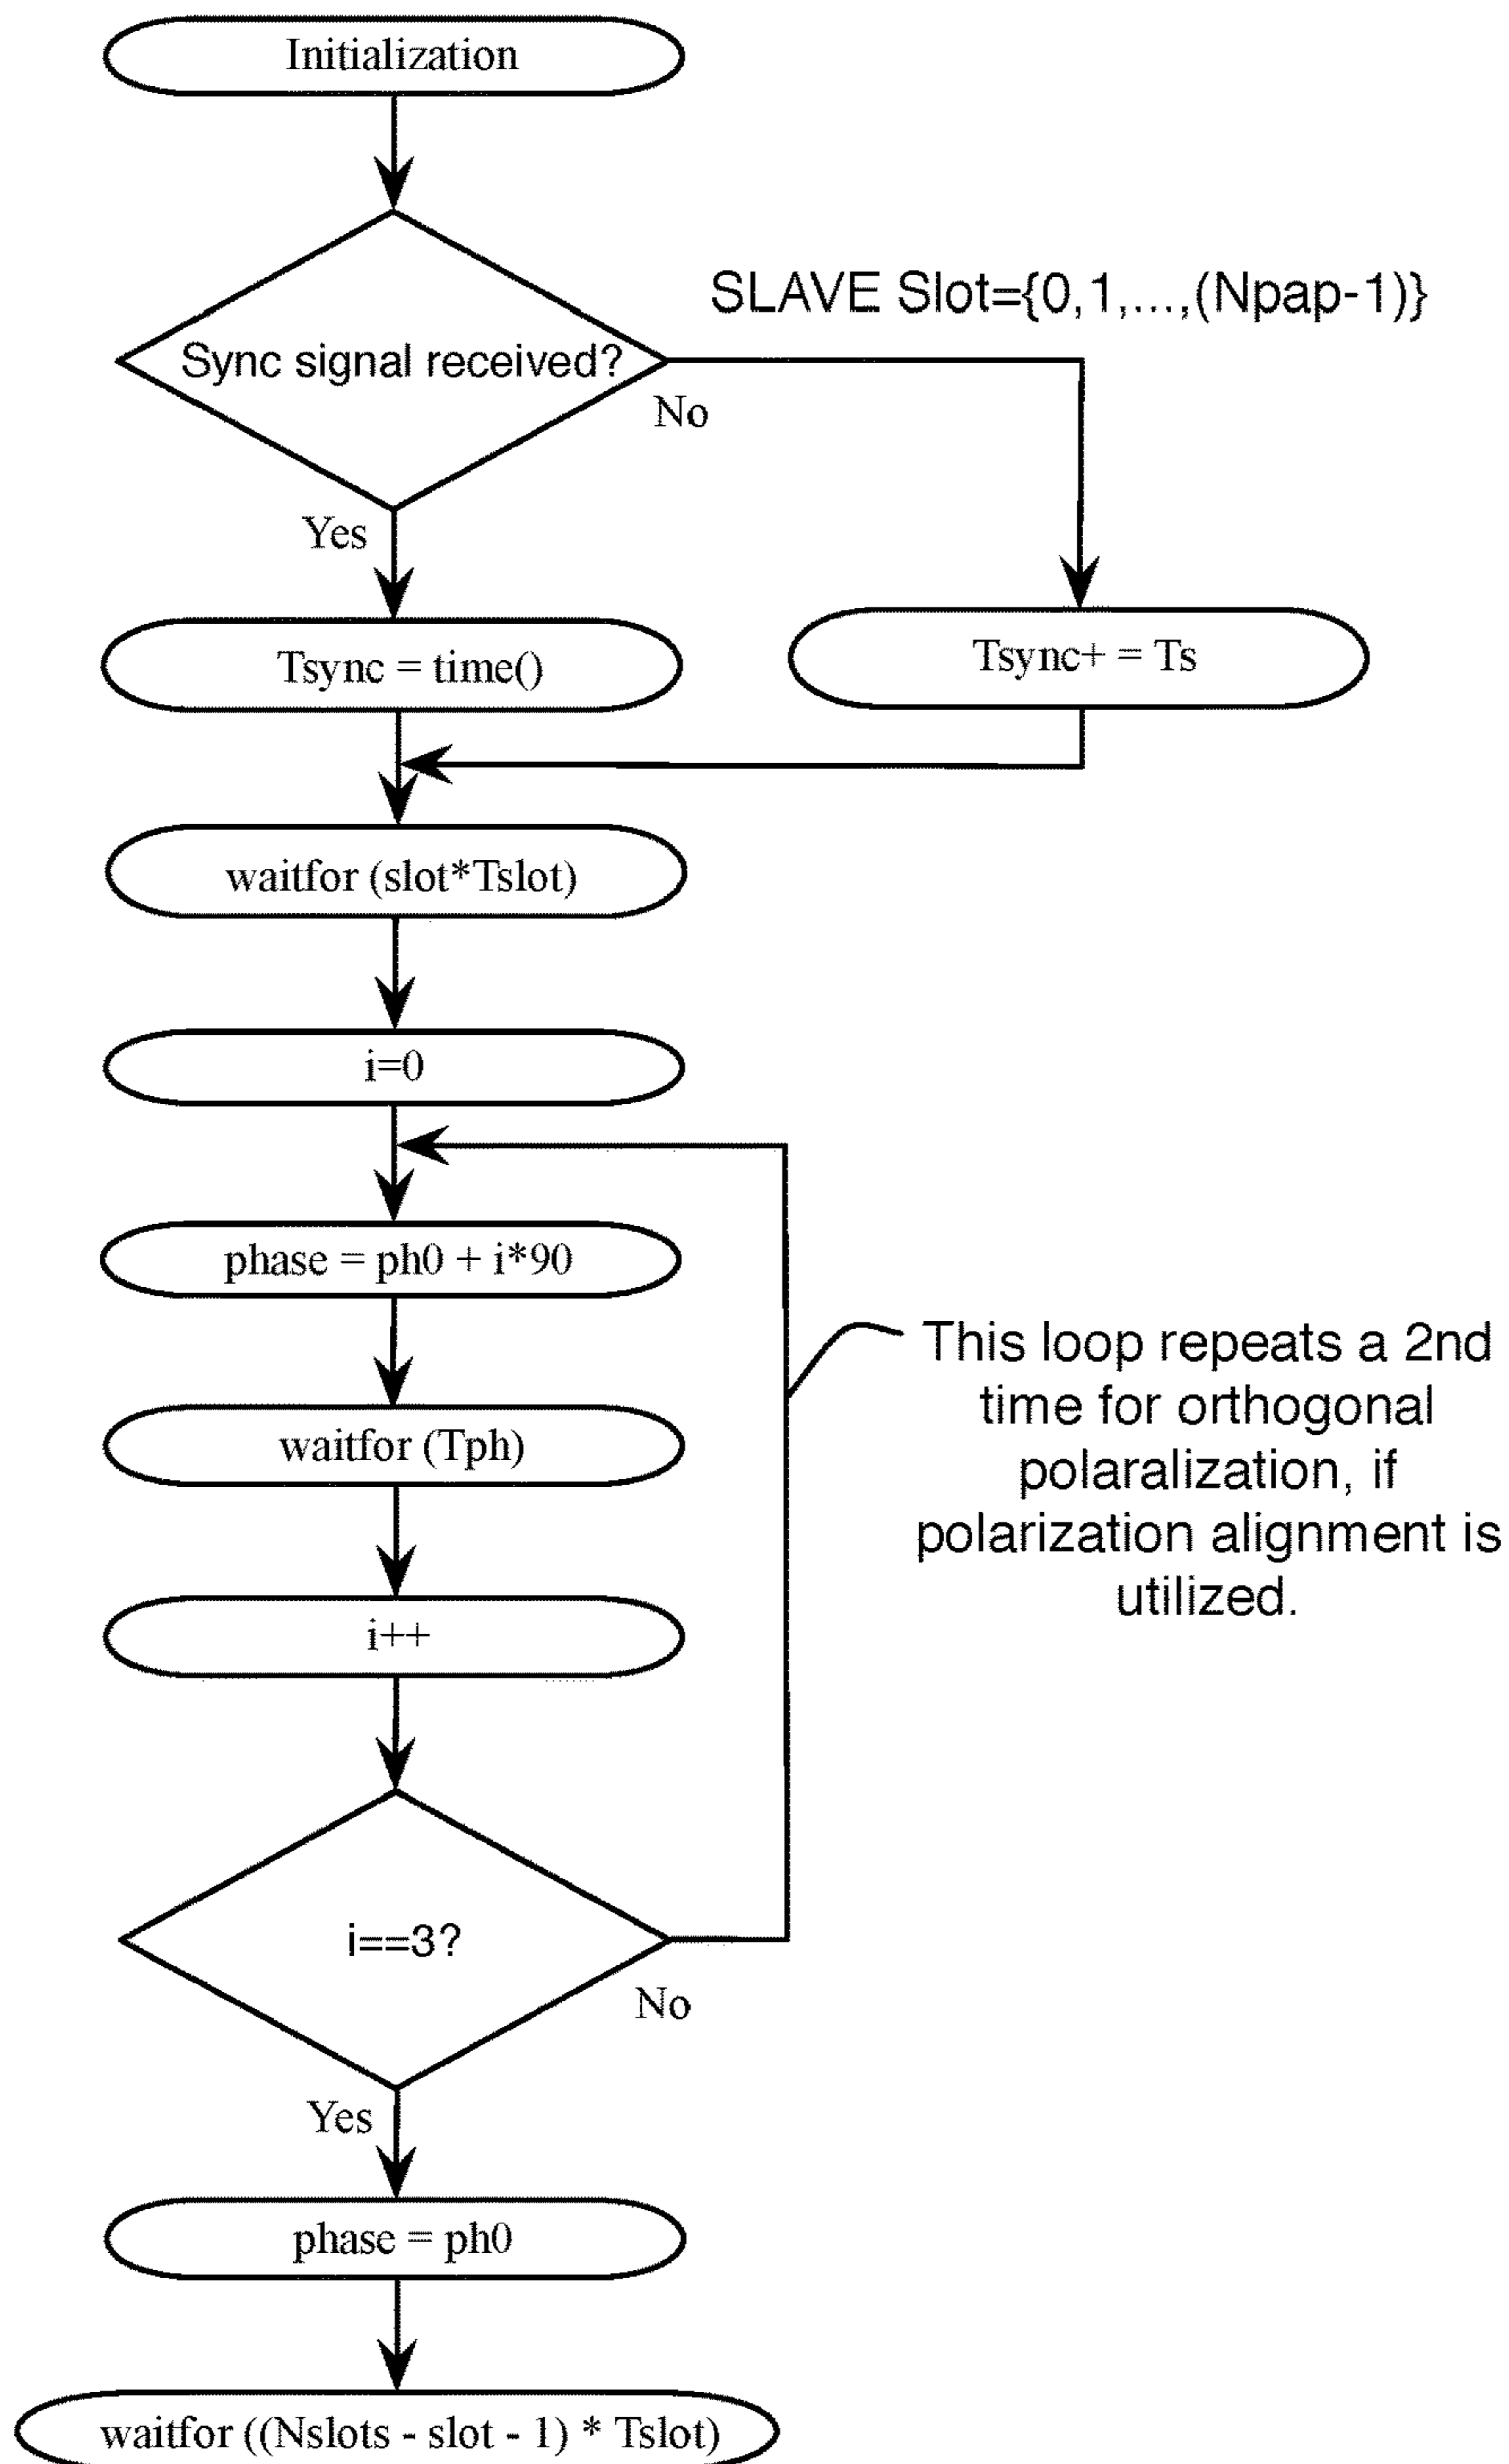 Initialization
SLAVE Slot={0,1,...,(Npap-1)}
Sync signal received?
No
Yes
Tsync = time()
Tsync+ = Ts
waitfor (slot*Tslot)
i=0
phase = ph0 + i*90
This loop repeats a 2nd
time for orthogonal
polaralization, if
polarization alignment is
utilized.
waitfor (Tph)
i++
i==3?
No
Yes
phase = ph0
waitfor ((Nslots - slot - 1) * Tslot)